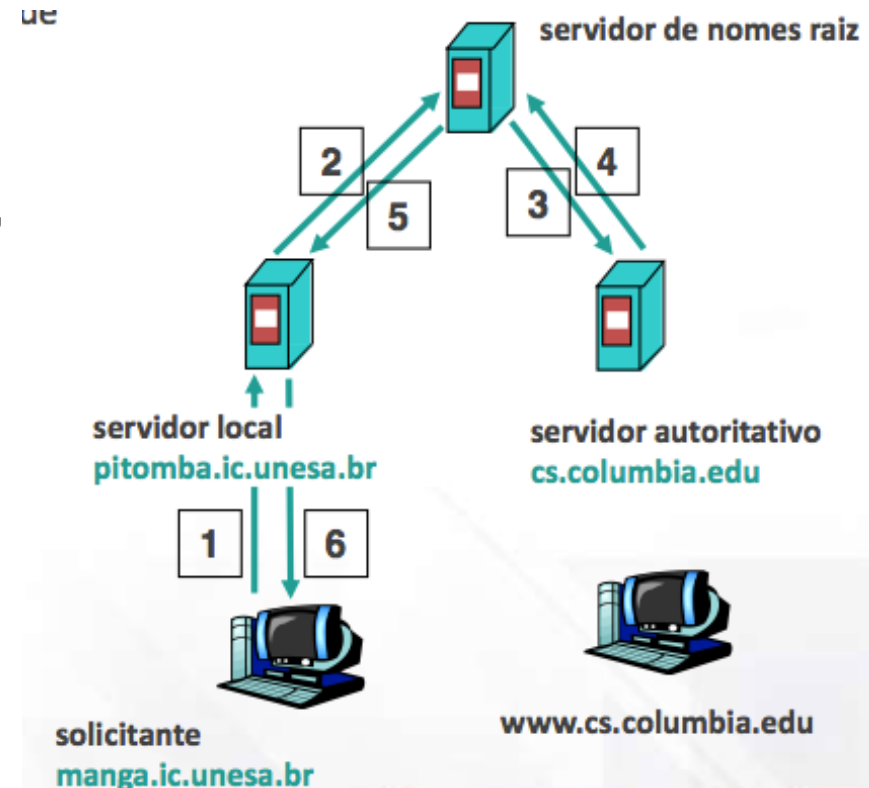 servidor de nomes raiz
2
5
3
4
servidor local
pitomba.ic.unesa.br
servidor autoritativo
cs.columbia.edu
1
6
solicitante
manga.ic.unesa.br
www.cs.columbia.edu